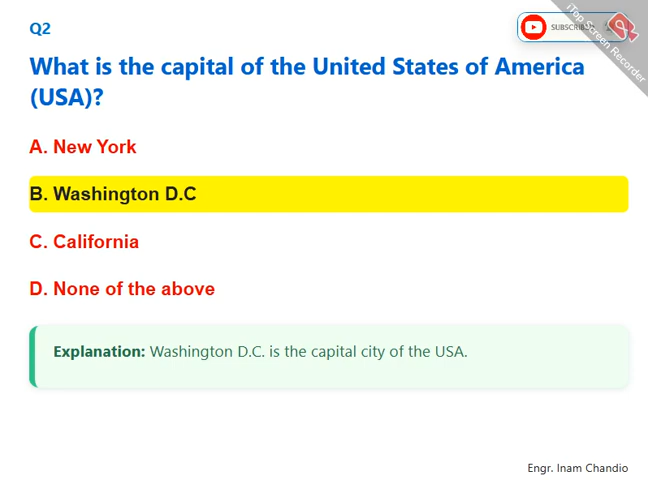 Q2
SUBSCRIBE
iTop Screen Recorder
What is the capital of the United States of America
(USA)?
A. New York
B. Washington D.C
C. California
D. None of the above
Explanation: Washington D.C. is the capital city of the USA.
Engr. Inam Chandio